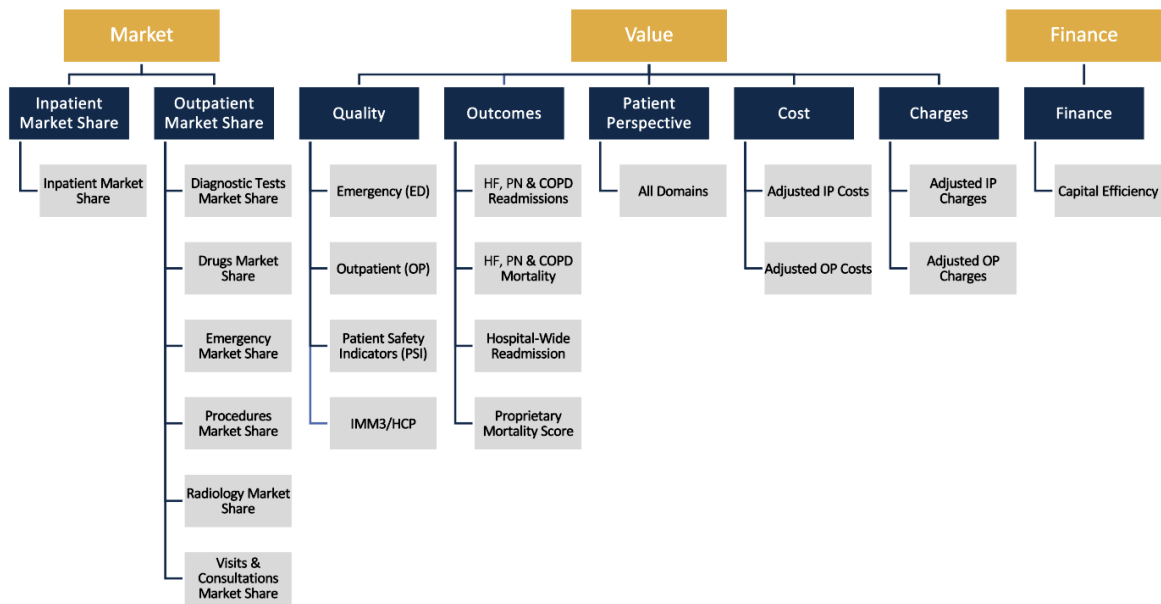 Market
Value
Finance
Inpatient
Market Share
Outpatient
Market Share
Quality
Outcomes
Patient
Perspective
Cost
Charges
Finance
Inpatient Market
Share
Diagnostic Tests
Market Share
Drugs Market
Share
Emergency
Market Share
Procedures
Market Share
Radiology Market
Share
Visits &
Consultations
Market Share
Emergency (ED)
Outpatient (OP)
Patient Safety
Indicators (PSI)
IMM3/HCP
HF, PN & COPD
Readmissions
HF, PN & COPD
Mortality
Hospital-Wide
Readmission
Proprietary
Mortality Score
All Domains
Adjusted IP Costs
Adjusted OP Costs
Adjusted IP
Charges
Adjusted OP
Charges
Capital Efficiency